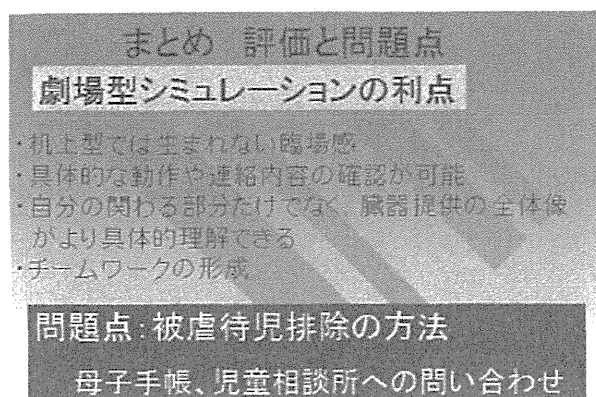 まとめ 評価と問題点
劇場型シミュレーションの利点
・机上型では生まれない臨場感
・具体的な動作や連絡内容の確認が可能
・自分の関わる部分だけでなく、臓器提供の全体像
がより具体的理解できる
・チームワークの形成
問題点:被虐待児排除の方法
母子手帳、児童相談所への問い合わせ